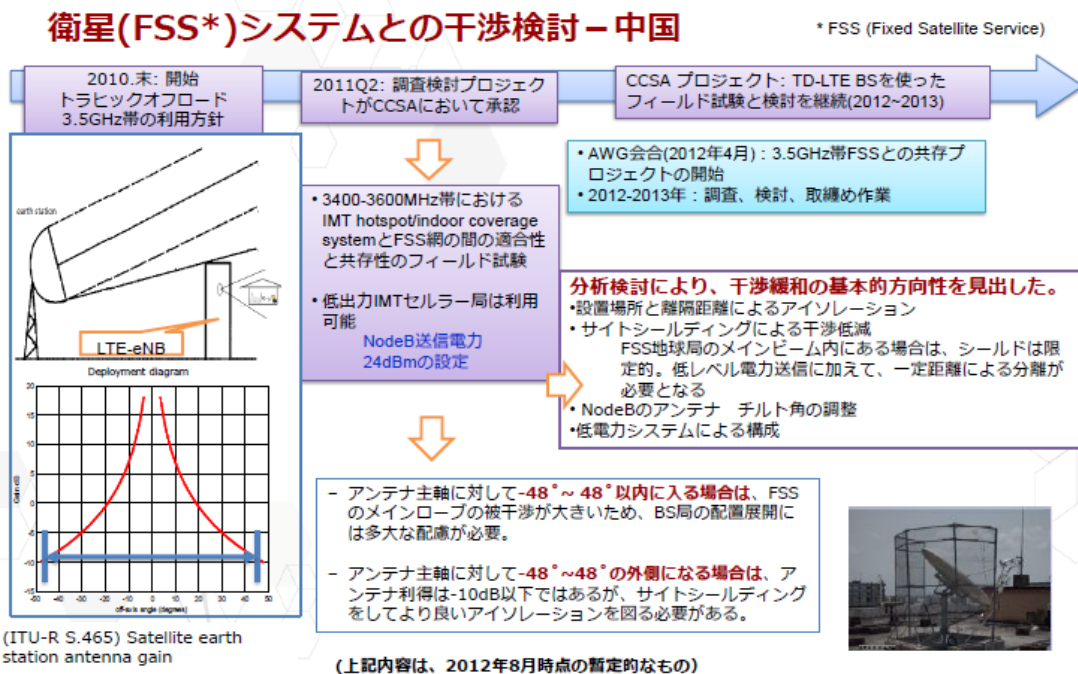 衛星(FSS*)システムとの干渉検討－中国
* FSS (Fixed Satellite Service)
2010.末: 開始
トラヒックオフロード
3.5GHz帯の利用方針
2011Q2: 調査検討プロジェク
トがCCSAにおいて承認
CCSA プロジェクト: TD-LTE BSを使った
フィールド試験と検討を継続(2012~2013)
• AWG会合(2012年4月)：3.5GHz帯FSSとの共存プ
ロジェクトの開始
• 2012-2013年：調査、検討、取纏め作業
earth station
LTE-eNB
Deployment diagram
• 3400-3600MHz帯における
IMT hotspot/indoor coverage
systemとFSS網の間の適合性
と共存性のフィールド試験
• 低出力IMTセルラー局は利用
可能
NodeB送信電力
24dBmの設定
分析検討により、干渉緩和の基本的方向性を見出した。
•設置場所と離隔距離によるアイソレーション
• サイトシールディングによる干渉低減
FSS地球局のメインビーム内にある場合は、シールドは限
定的。低レベル電力送信に加えて、一定距離による分離が
必要となる
• NodeBのアンテナ　チルト角の調整
•低電力システムによる構成
Gain dB
20
15
10
5
0
-5
-10
-15
-50 -40 -30 -20 -10 0 10 20 30 40 50
off-axis angle (degrees)
(ITU-R S.465) Satellite earth
station antenna gain
– アンテナ主軸に対して-48°~ 48°以内に入る場合は、FSS
のメインローブの被干渉が大きいため、BS局の配置展開に
は多大な配慮が必要。
– アンテナ主軸に対して-48°~48°の外側になる場合は、ア
ンテナ利得は-10dB以下ではあるが、サイトシールディング
をしてより良いアイソレーションを図る必要がある。
(上記内容は、2012年8月時点の暫定的なもの)